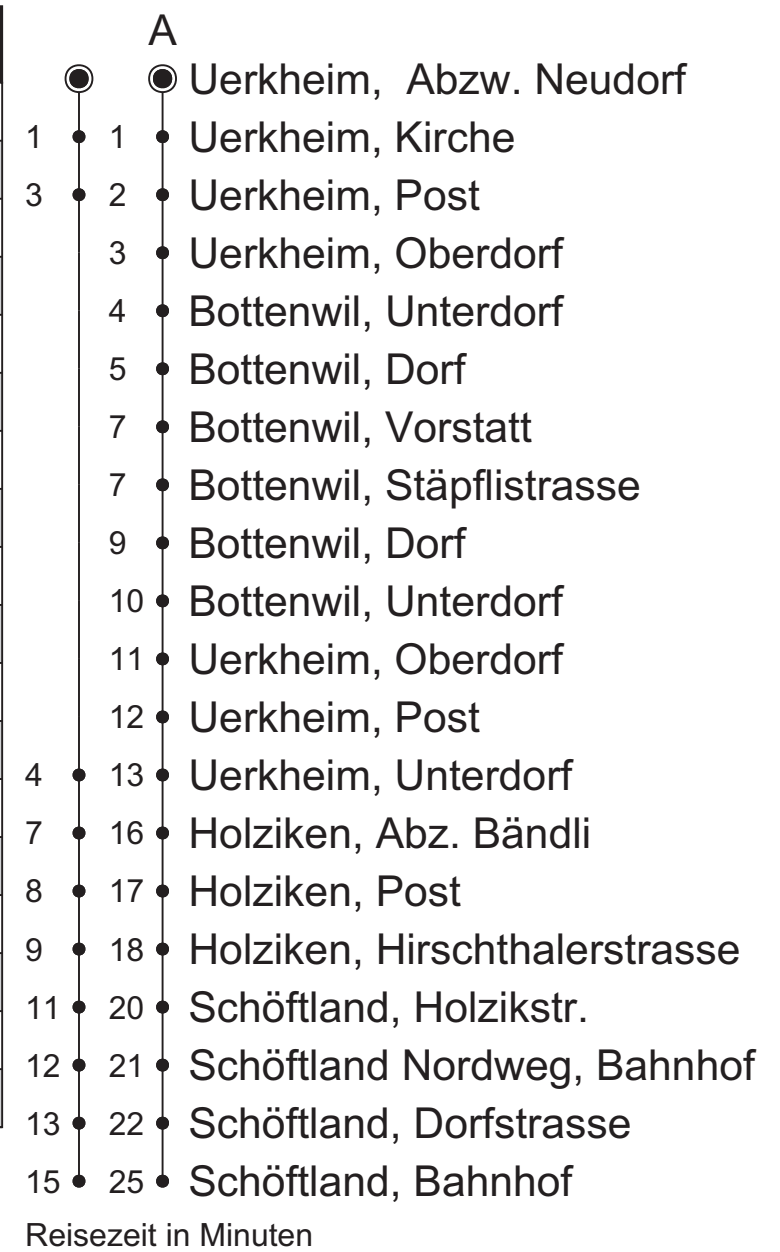 A
Uerkheim, Abzw. Neudorf
1 1 Uerkheim, Kirche
3 2 Uerkheim, Post
3 Uerkheim, Oberdorf
4 Bottenwil, Unterdorf
5 Bottenwil, Dorf
7 Bottenwil, Vorstatt
7 Bottenwil, Stäpflistrasse
9 Bottenwil, Dorf
10 Bottenwil, Unterdorf
11 Uerkheim, Oberdorf
12 Uerkheim, Post
4 13 Uerkheim, Unterdorf
7 16 Holziken, Abz. Bändli
8 17 Holziken, Post
9 18 Holziken, Hirschthalerstrasse
11 20 Schöftland, Holzikstr.
12 21 Schöftland Nordweg, Bahnhof
13 22 Schöftland, Dorfstrasse
15 25 Schöftland, Bahnhof
Reisezeit in Minuten